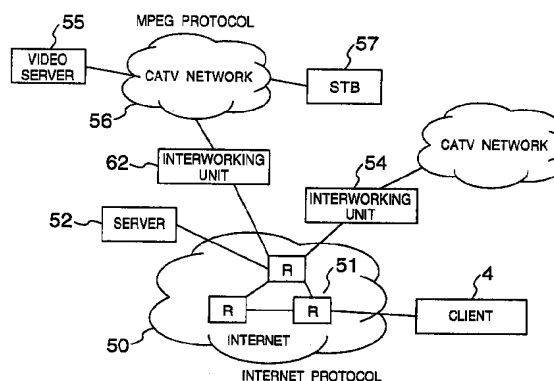 MPEG PROTOCOL
55
VIDEO
SERVER
CATV NETWORK
56
57
STB
CATV NETWORK
62
INTERWORKING
UNIT
54
INTERWORKING
UNIT
52
SERVER
R
51
R
R
4
CLIENT
50
INTERNET
INTERNET PROTOCOL